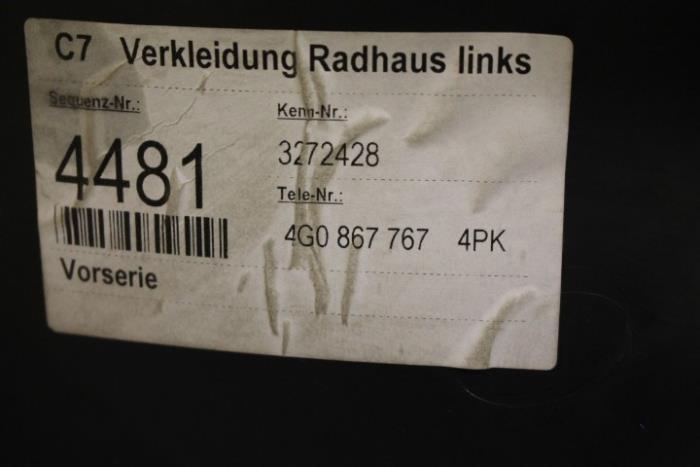 C7 Verkleidung Radhaus links
Sequenz-Nr.:
4481
Kenn-Nr.:
3272428
Tele-Nr.:
4G0 867 767 4PK
Vorserie